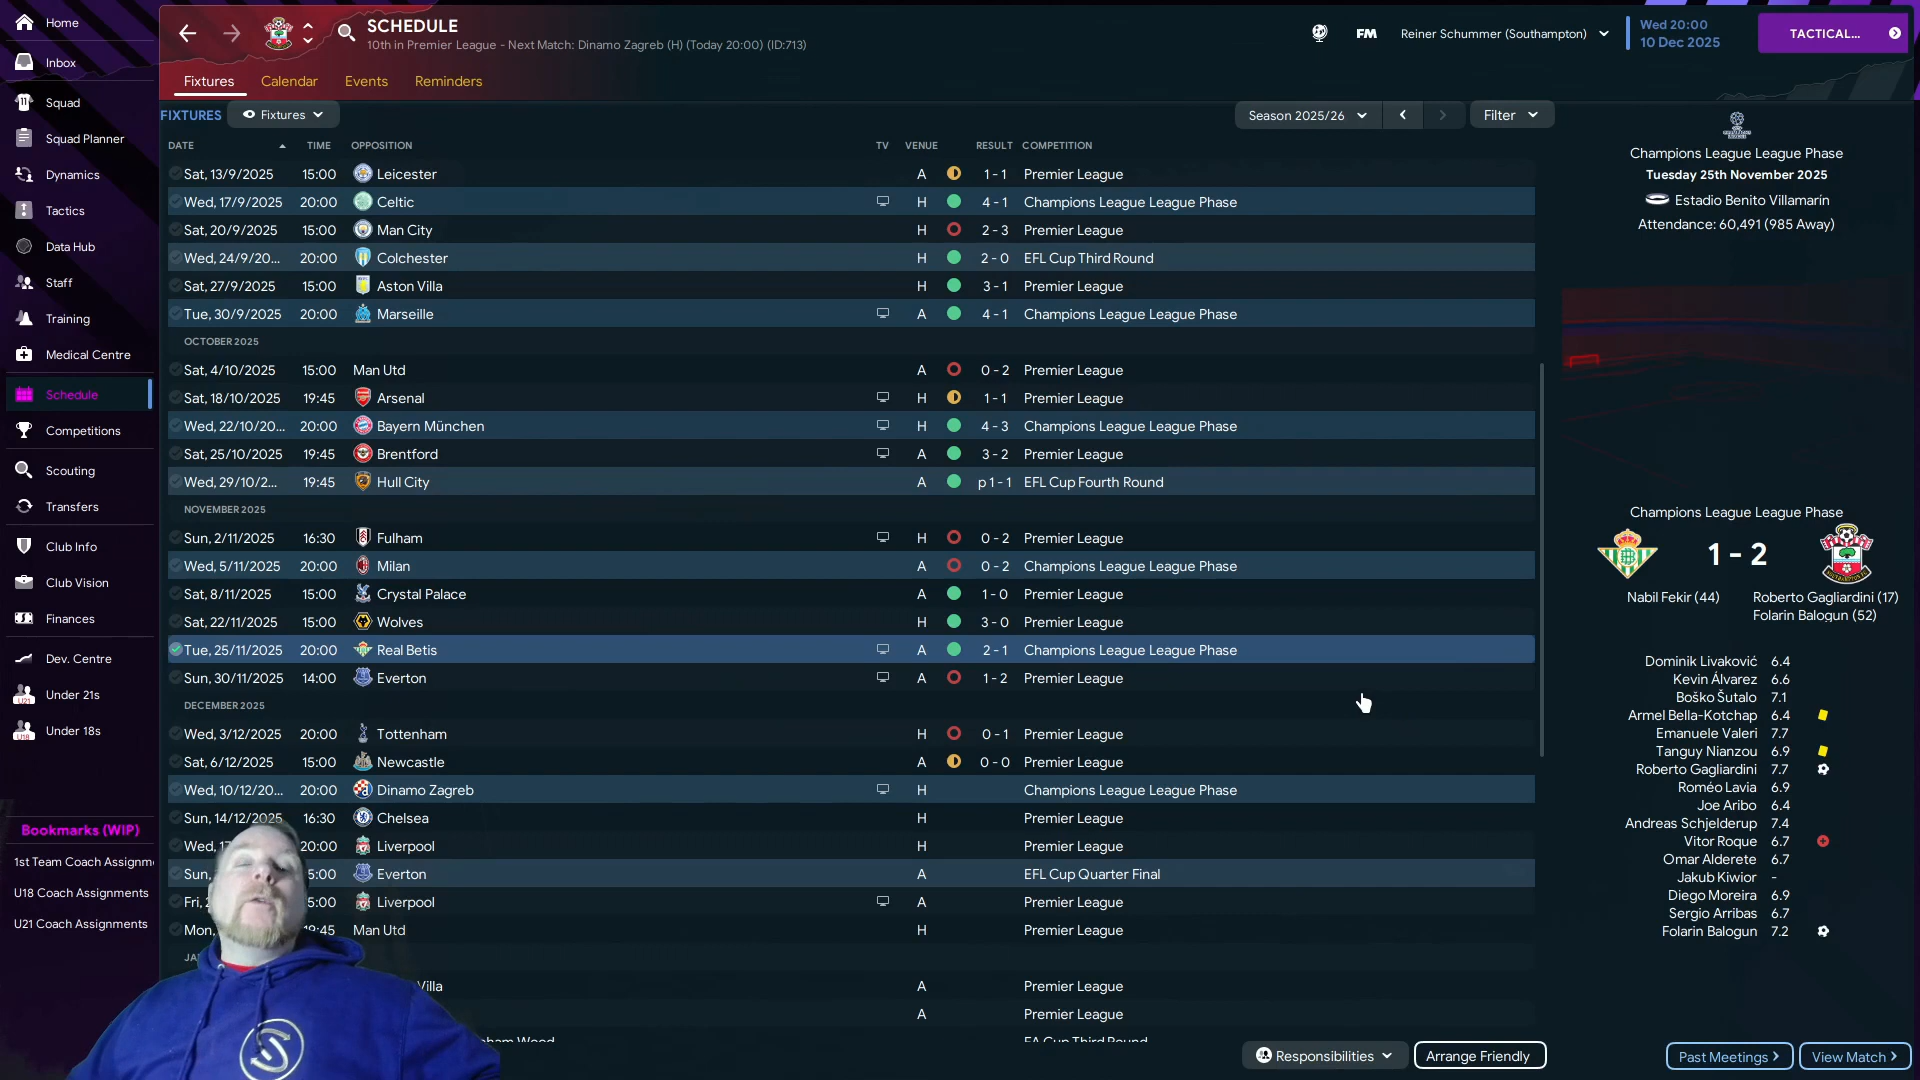 Home
SCHEDULE
10th in Premier League - Next Match: Dinamo Zagreb (H) (Today 20:00) (ID:713)
FM
Reiner Schummer (Southampton)
Wed 20:00
10 Dec 2025
TACTICAL...
Inbox
Squad
Squad Planner
Dynamics
Tactics
Data Hub
Staff
Training
Medical Centre
Schedule
Competitions
Scouting
Transfers
Club Info
Club Vision
Finances
Dev. Centre
Under 21s
Under 18s
Bookmarks (WIP)
1st Team Coach Assignm
U18 Coach Assignments
U21 Coach Assignments
Fixtures Calendar Events Reminders
FIXTURES Fixtures Season 2025/26 Filter
DATE TIME OPPOSITION TV VENUE RESULT COMPETITION
Sat, 13/9/2025 15:00 Leicester A 1 - 1 Premier League
Wed, 17/9/2025 20:00 Celtic H 4 - 1 Champions League League Phase
Sat, 20/9/2025 15:00 Man City H 2 - 3 Premier League
Wed, 24/9/20... 20:00 Colchester H 2 - 0 EFL Cup Third Round
Sat, 27/9/2025 15:00 Aston Villa H 3 - 1 Premier League
Tue, 30/9/2025 20:00 Marseille A 4 - 1 Champions League League Phase
OCTOBER 2025
Sat, 4/10/2025 15:00 Man Utd A 0 - 2 Premier League
Sat, 18/10/2025 19:45 Arsenal H 1 - 1 Premier League
Wed, 22/10/20... 20:00 Bayern München H 4 - 3 Champions League League Phase
Sat, 25/10/2025 19:45 Brentford A 3 - 2 Premier League
Wed, 29/10/2... 19:45 Hull City A p 1 - 1 EFL Cup Fourth Round
NOVEMBER 2025
Sun, 2/11/2025 16:30 Fulham H 0 - 2 Premier League
Wed, 5/11/2025 20:00 Milan A 0 - 2 Champions League League Phase
Sat, 8/11/2025 15:00 Crystal Palace A 1 - 0 Premier League
Sat, 22/11/2025 15:00 Wolves H 3 - 0 Premier League
Tue, 25/11/2025 20:00 Real Betis A 2 - 1 Champions League League Phase
Sun, 30/11/2025 14:00 Everton A 1 - 2 Premier League
DECEMBER 2025
Wed, 3/12/2025 20:00 Tottenham H 0 - 1 Premier League
Sat, 6/12/2025 15:00 Newcastle A 0 - 0 Premier League
Wed, 10/12/20... 20:00 Dinamo Zagreb H Champions League League Phase
Sun, 14/12/2025 16:30 Chelsea H Premier League
Wed, 20:00 Liverpool H Premier League
Sun, 5:00 Everton A EFL Cup Quarter Final
Fri, 5:00 Liverpool A Premier League
Mon, 19:45 Man Utd H Premier League
Villa A Premier League
A Premier League
FA Cup Third Round
Responsibilities Arrange Friendly
Champions League League Phase
Tuesday 25th November 2025
Estadio Benito Villamarín
Attendance: 60,491 (985 Away)
Champions League League Phase
1 - 2
Nabil Fekir (44) Roberto Gagliardini (17)
Folarin Balogun (52)
Dominik Livaković 6.4
Kevin Álvarez 6.6
Boško Šutalo 7.1
Armel Bella-Kotchap 6.4
Emanuele Valeri 7.7
Tanguy Nianzou 6.9
Roberto Gagliardini 7.7
Roméo Lavia 6.9
Joe Aribo 6.4
Andreas Schjelderup 7.4
Vitor Roque 6.7
Omar Alderete 6.7
Jakub Kiwior -
Diego Moreira 6.9
Sergio Arribas 6.7
Folarin Balogun 7.2
Past Meetings View Match